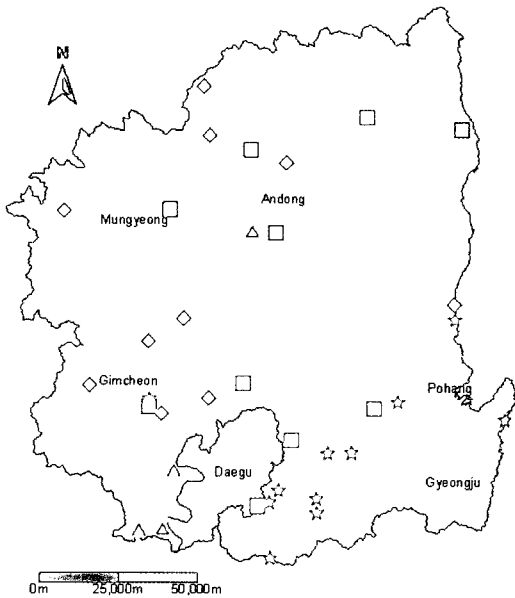 N
Andong
Mungyeong
Gimcheon
Pohang
Daegu
Gyeongju
0m 25,000m 50,000m